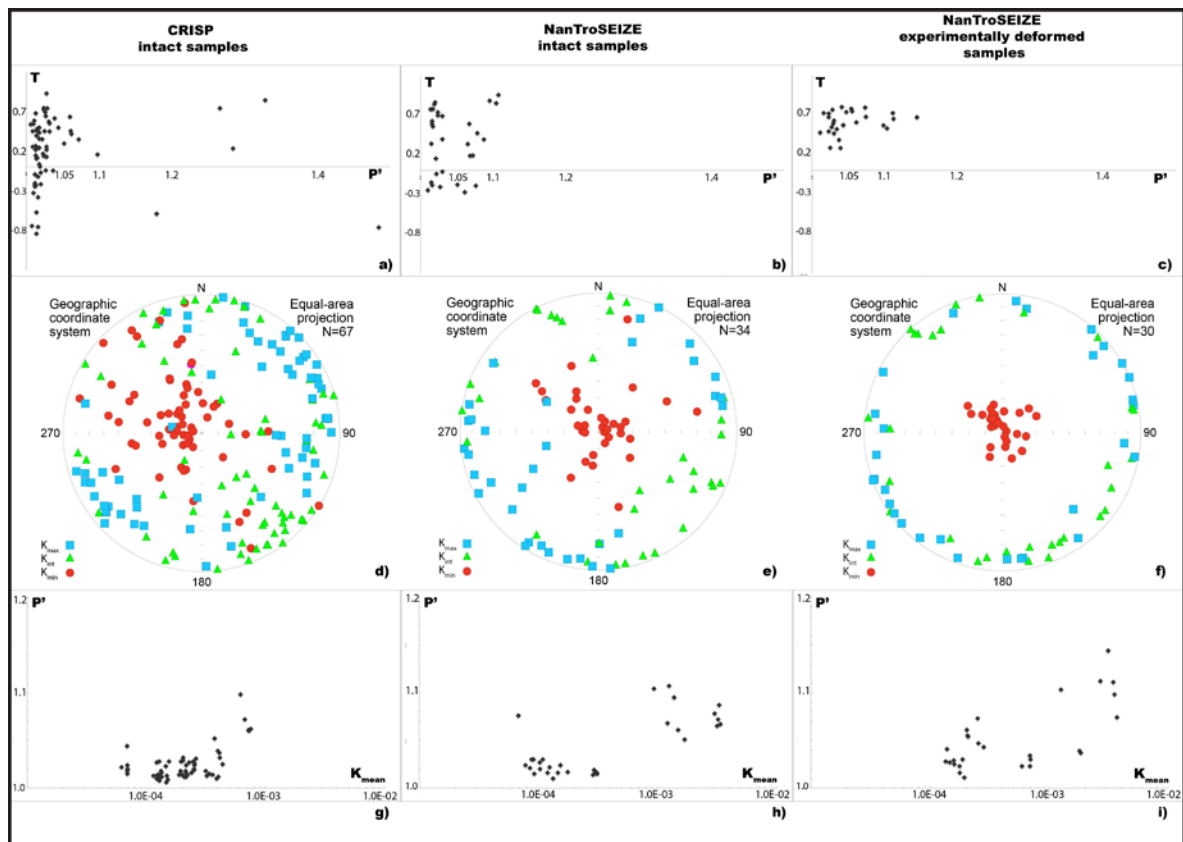 CRISP
intact samples
NanTroSEIZE
intact samples
NanTroSEIZE
experimentally deformed
samples
T
0.7
0.2
-0.3
-0.8
1.05
1.1
1.2
1.4
P'
a)
T
0.7
0.2
-0.3
-0.8
1.05
1.1
1.2
1.4
P'
b)
T
0.7
0.2
-0.3
-0.8
1.05
1.1
1.2
1.4
P'
c)
Geographic
coordinate
system
N
Equal-area
projection
N=67
270
90
180
Kmax
Kint
Kmin
d)
Geographic
coordinate
system
N
Equal-area
projection
N=34
270
90
180
Kmax
Kint
Kmin
e)
Geographic
coordinate
system
N
Equal-area
projection
N=30
270
90
180
Kmax
Kint
Kmin
f)
P'
1.2
1.1
1.0
Kmean
1.0E-04
1.0E-03
1.0E-02
g)
P'
1.2
1.1
1.0
Kmean
1.0E-04
1.0E-03
1.0E-02
h)
P'
1.2
1.1
1.0
Kmean
1.0E-04
1.0E-03
1.0E-02
i)